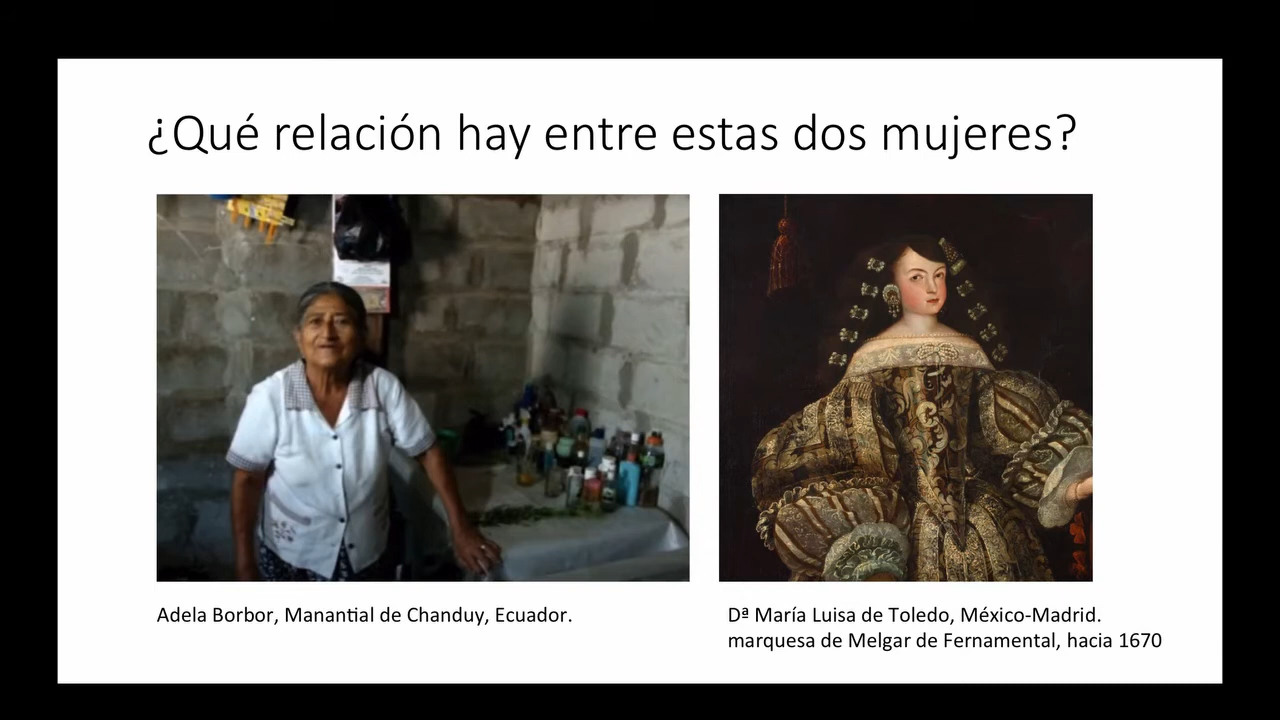 ¿Qué relación hay entre estas dos mujeres?
Adela Borbor, Manantial de Chanduy, Ecuador.
Dª María Luisa de Toledo, México-Madrid.
marquesa de Melgar de Fernamental, hacia 1670